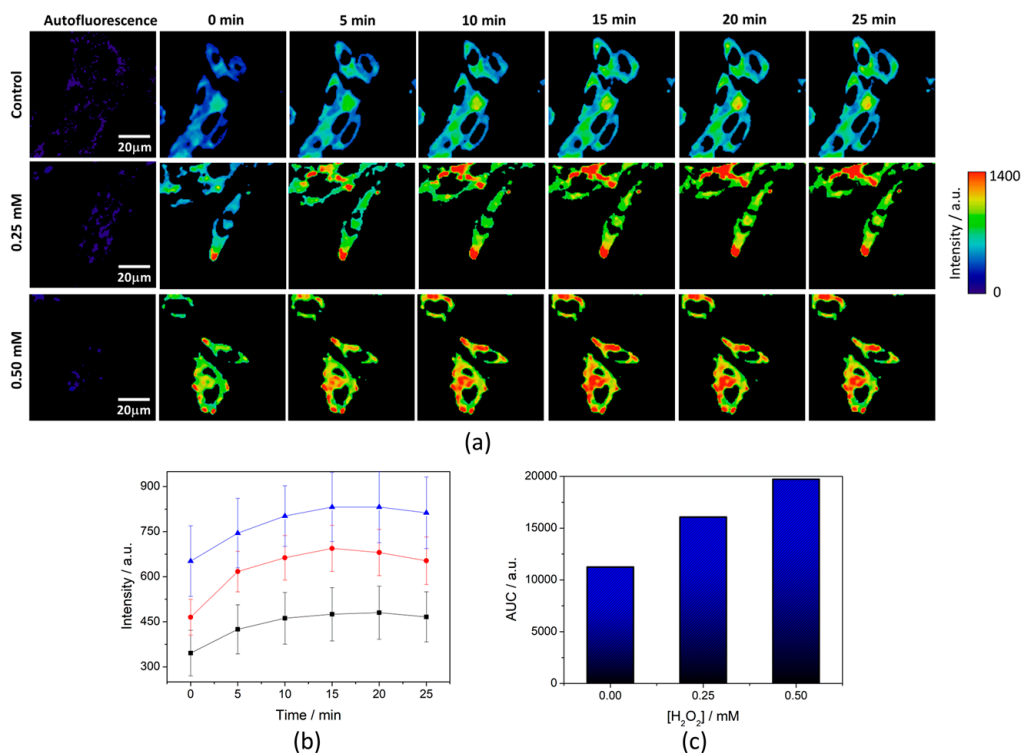 Autofluorescence 0 min 5 min 10 min 15 min 20 min 25 min
Control
20μm
0.25 mM
20μm
0.50 mM
20μm
1400
Intensity / a.u.
0
(a)
900
750
600
450
300
Intensity / a.u.
0 5 10 15 20 25
Time / min
(b)
20000
15000
10000
5000
0
AUC / a.u.
0.00 0.25 0.50
[H₂O₂] / mM
(c)